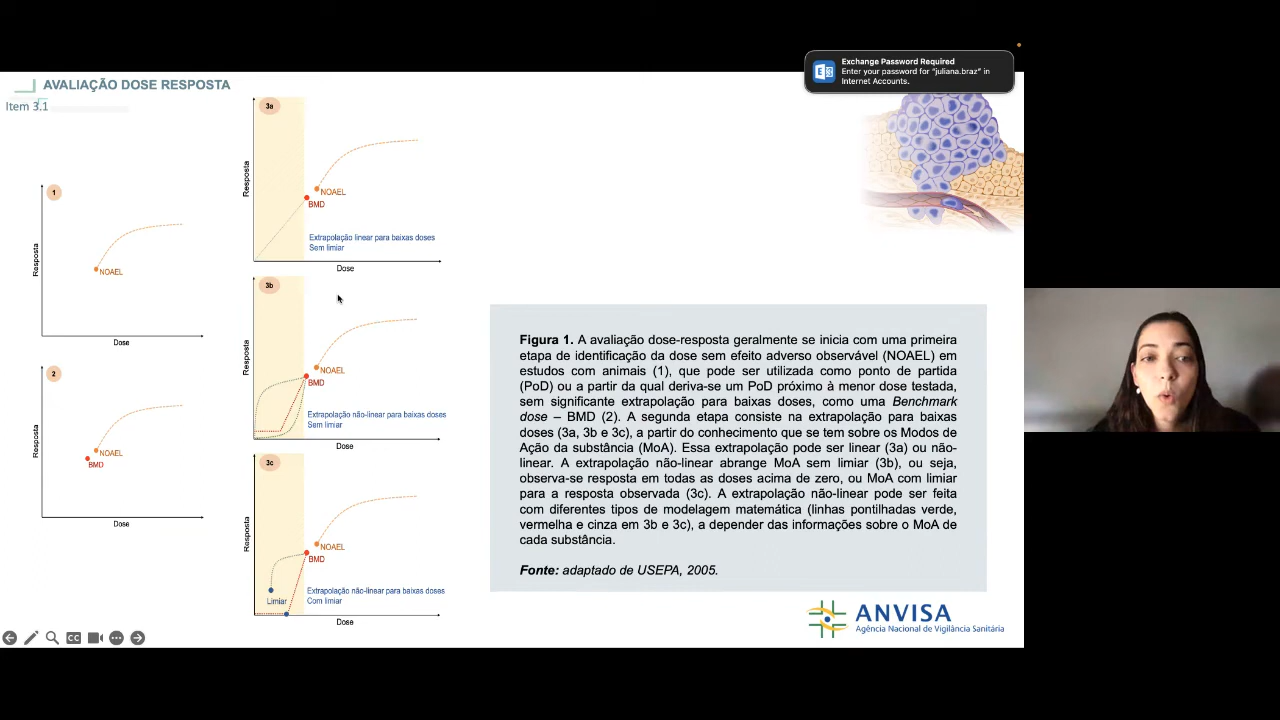 Exchange Password Required
Enter your password for “juliana.braz” in
Internet Accounts.
AVALIAÇÃO DOSE RESPOSTA
Item 3.1
1
Resposta
NOAEL
Dose
2
Resposta
NOAEL
BMD
Dose
3a
Resposta
NOAEL
BMD
Extrapolação linear para baixas doses
Sem limiar
Dose
3b
Resposta
NOAEL
BMD
Extrapolação não-linear para baixas doses
Sem limiar
Dose
3c
Resposta
NOAEL
BMD
Limiar
Extrapolação não-linear para baixas doses
Com limiar
Dose
Figura 1. A avaliação dose-resposta geralmente se inicia com uma primeira
etapa de identificação da dose sem efeito adverso observável (NOAEL) em
estudos com animais (1), que pode ser utilizada como ponto de partida
(PoD) ou a partir da qual deriva-se um PoD próximo à menor dose testada,
sem significante extrapolação para baixas doses, como uma Benchmark
dose – BMD (2). A segunda etapa consiste na extrapolação para baixas
doses (3a, 3b e 3c), a partir do conhecimento que se tem sobre os Modos de
Ação da substância (MoA). Essa extrapolação pode ser linear (3a) ou não-
linear. A extrapolação não-linear abrange MoA sem limiar (3b), ou seja,
observa-se resposta em todas as doses acima de zero, ou MoA com limiar
para a resposta observada (3c). A extrapolação não-linear pode ser feita
com diferentes tipos de modelagem matemática (linhas pontilhadas verde,
vermelha e cinza em 3b e 3c), a depender das informações sobre o MoA de
cada substância.
Fonte: adaptado de USEPA, 2005.
ANVISA
Agência Nacional de Vigilância Sanitária
CC